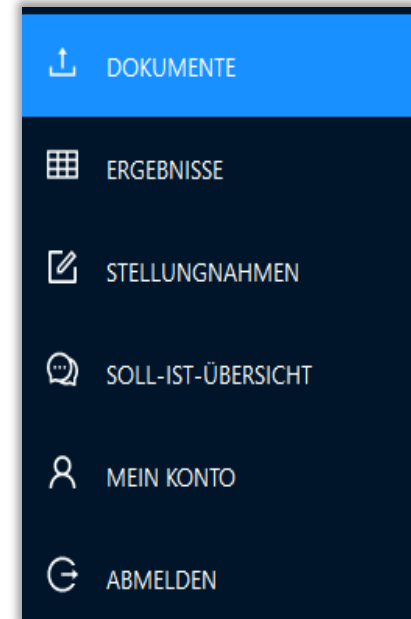 DOKUMENTE
ERGEBNISSE
STELLUNGNAHMEN
SOLL-IST-ÜBERSICHT
MEIN KONTO
ABMELDEN